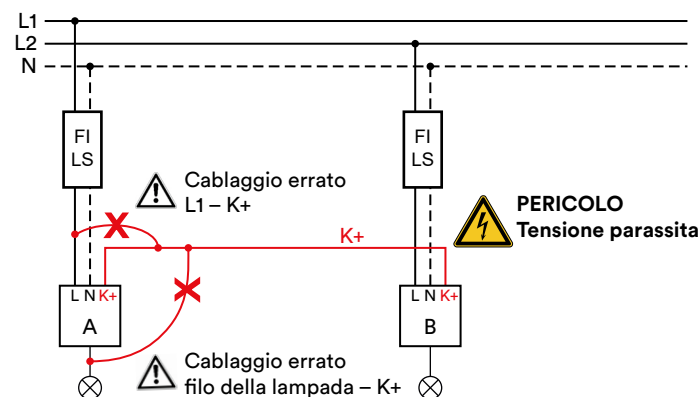 L1
L2
N
FI
LS
FI
LS
Cablaggio errato
L1 – K+
PERICOLO
Tensione parassita
K+
L N K+
A
L N K+
B
Cablaggio errato
filo della lampada – K+